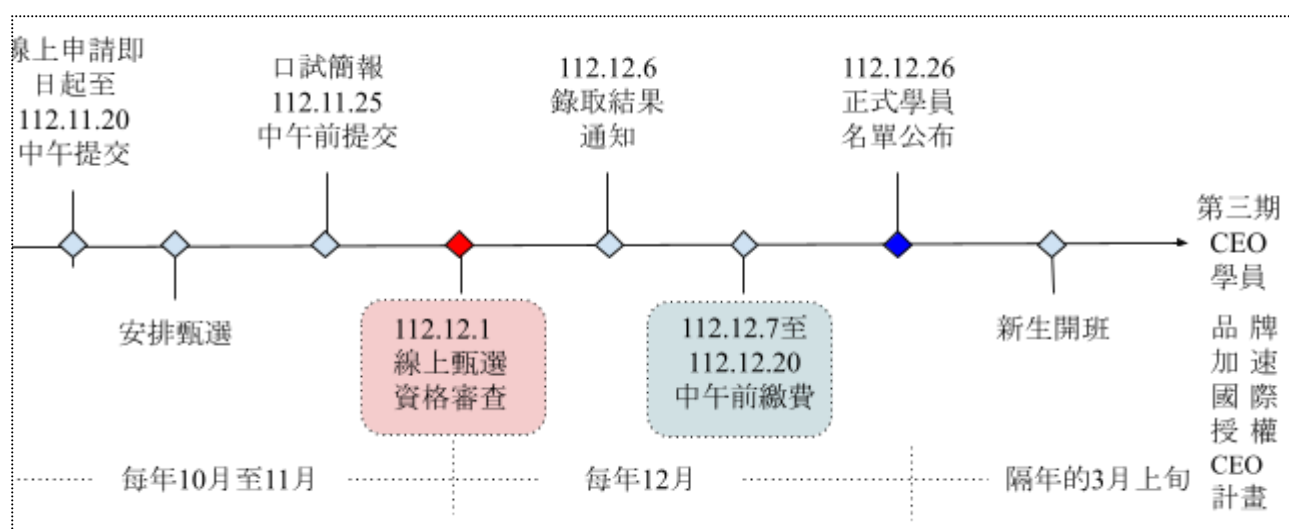 線上申請即
日起至
112.11.20
中午提交
口試簡報
112.11.25
中午前提交
112.12.6
錄取結果
通知
112.12.26
正式學員
名單公布
安排甄選
112.12.1
線上甄選
資格審查
112.12.7至
112.12.20
中午前繳費
新生開班
第三期
CEO
學員
品牌
加速
國際
授權
CEO
計畫
每年10月至11月
每年12月
隔年的3月上旬